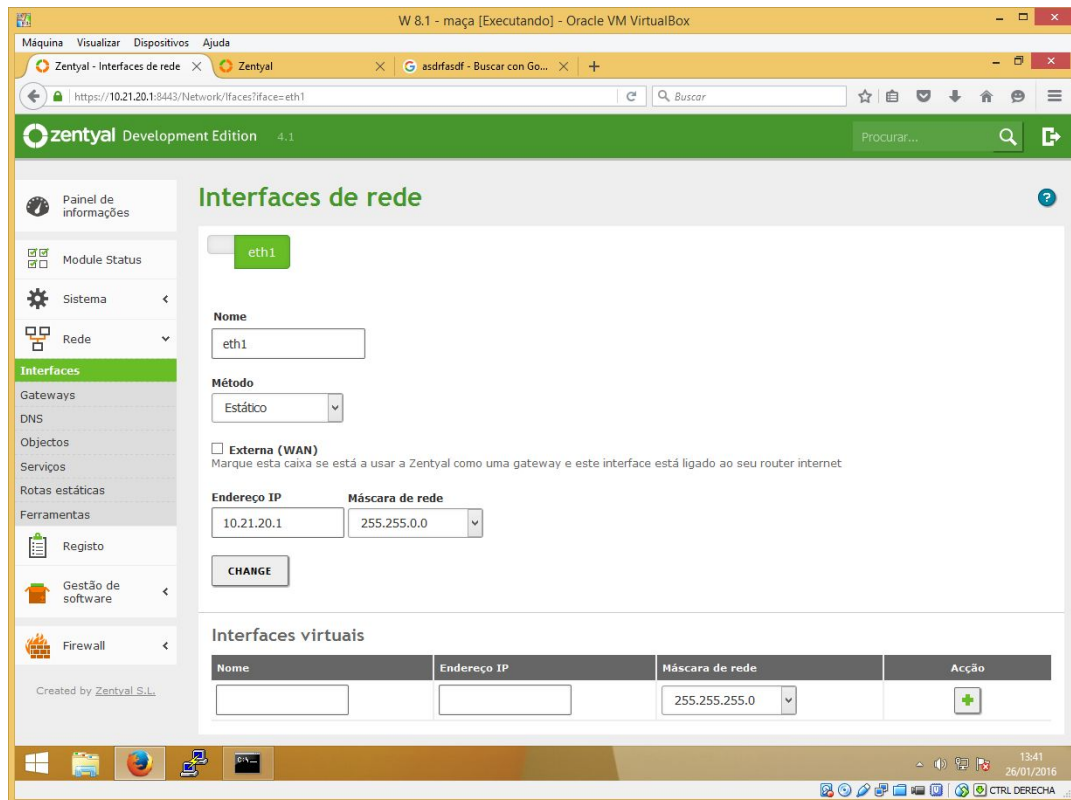 W 8.1 - maça [Executando] - Oracle VM VirtualBox
Máquina Visualizar Dispositivos Ajuda
Zentyal - Interfaces de rede
Zentyal
asdrfasdf - Buscar con Go...
https://10.21.20.1:8443/Network/Ifaces?iface=eth1
Buscar
zentyal Development Edition 4.1
Procurar...
Painel de
informações
Module Status
Sistema
Rede
Interfaces
Gateways
DNS
Objectos
Serviços
Rotas estáticas
Ferramentas
Registo
Gestão de
software
Firewall
Created by Zentyal S.L.
Interfaces de rede
eth1
Nome
eth1
Método
Estático
Externa (WAN)
Marque esta caixa se está a usar a Zentyal como uma gateway e este interface está ligado ao seu router internet
Endereço IP Máscara de rede
10.21.20.1 255.255.0.0
CHANGE
Interfaces virtuais
Nome Endereço IP Máscara de rede Acção
255.255.255.0
13:41
26/01/2016
CTRL DERECHA